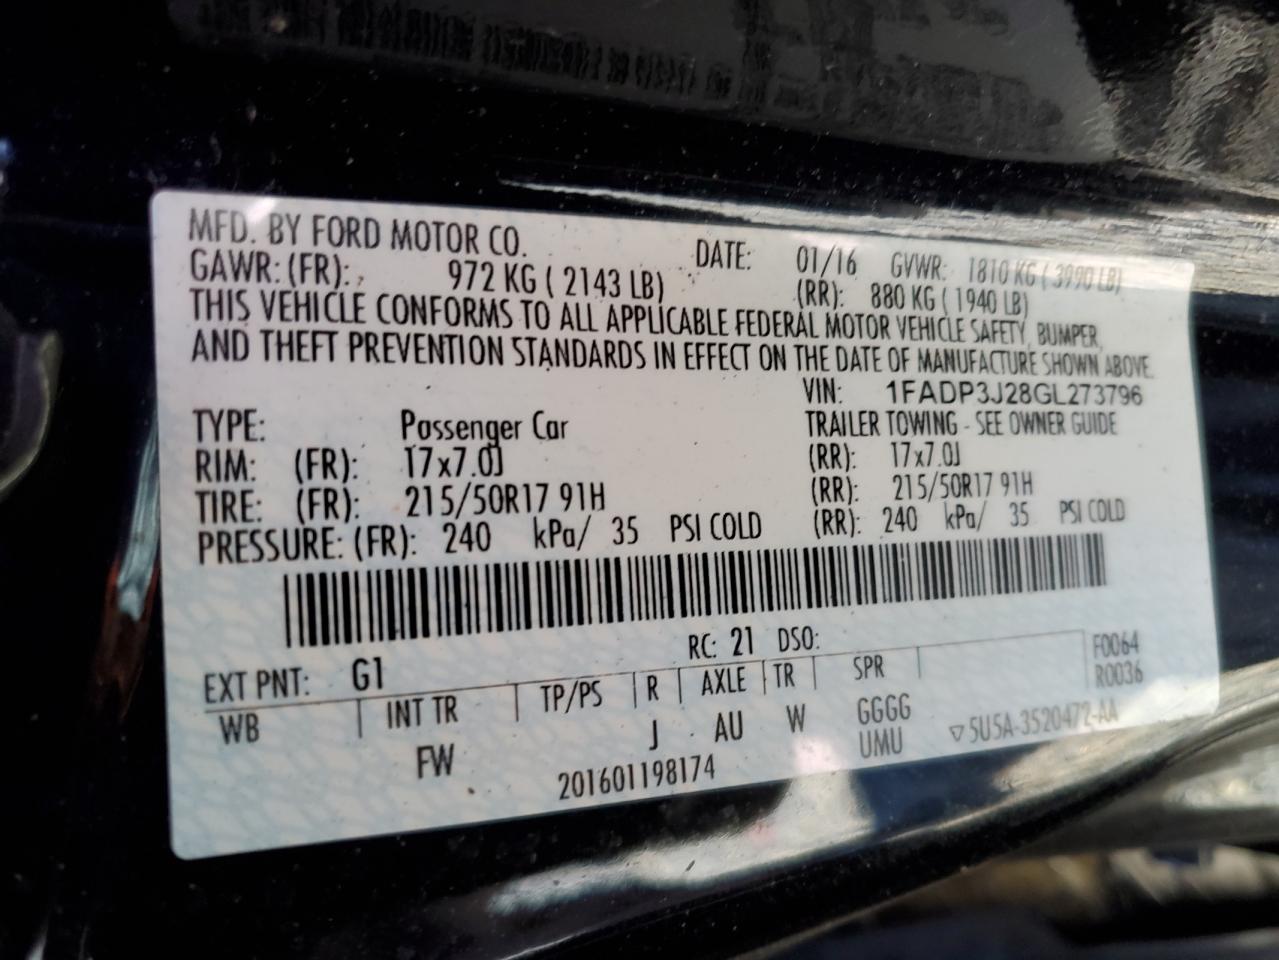 MFD. BY FORD MOTOR CO. DATE: 01/16 GVWR: 1810 KG ( 3990 LB)
GAWR: (FR): 972 KG ( 2143 LB) (RR): 880 KG ( 1940 LB)
THIS VEHICLE CONFORMS TO ALL APPLICABLE FEDERAL MOTOR VEHICLE SAFETY, BUMPER,
AND THEFT PREVENTION STANDARDS IN EFFECT ON THE DATE OF MANUFACTURE SHOWN ABOVE.
VIN: 1FADP3J28GL273796
TYPE: Passenger Car TRAILER TOWING - SEE OWNER GUIDE
RIM: (FR): 17x7.0J (RR): 17x7.0J
TIRE: (FR): 215/50R17 91H (RR): 215/50R17 91H
PRESSURE: (FR): 240 kPa/ 35 PSI COLD (RR): 240 kPa/ 35 PSI COLD
EXT PNT: G1 RC: 21 DSO: F0064
WB INT TR TP/PS R AXLE TR SPR R0036
FW J AU W GGGG
UMU ▽5U5A-3520472-AA
201601198174